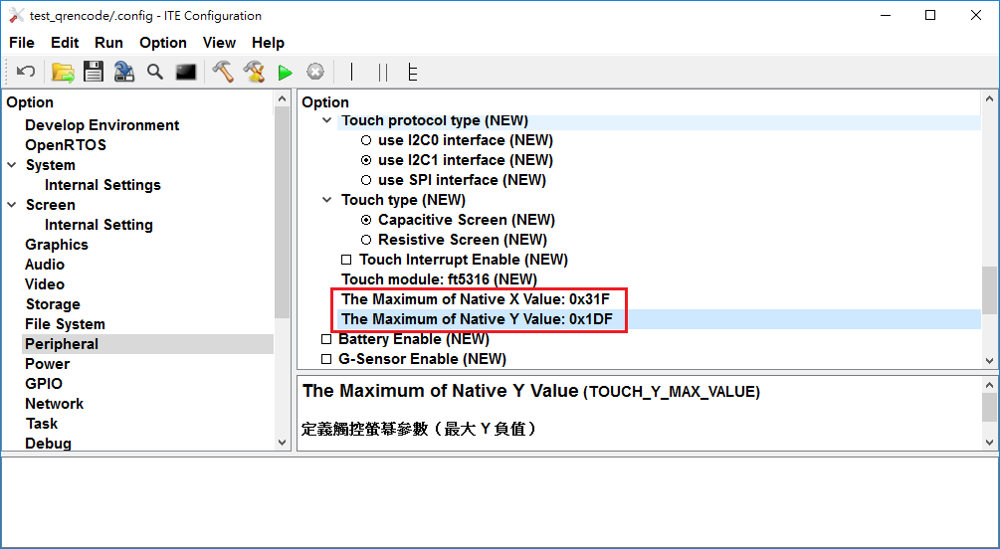 test_qrencode/.config - ITE Configuration
File Edit Run Option View Help
Option
Develop Environment
OpenRTOS
System
Internal Settings
Screen
Internal Setting
Graphics
Audio
Video
Storage
File System
Peripheral
Power
GPIO
Network
Task
Debug
Option
Touch protocol type (NEW)
use I2C0 interface (NEW)
use I2C1 interface (NEW)
use SPI interface (NEW)
Touch type (NEW)
Capacitive Screen (NEW)
Resistive Screen (NEW)
Touch Interrupt Enable (NEW)
Touch module: ft5316 (NEW)
The Maximum of Native X Value: 0x31F
The Maximum of Native Y Value: 0x1DF
Battery Enable (NEW)
G-Sensor Enable (NEW)
The Maximum of Native Y Value (TOUCH_Y_MAX_VALUE)
定義觸控螢幕參數（最大 Y 負值）